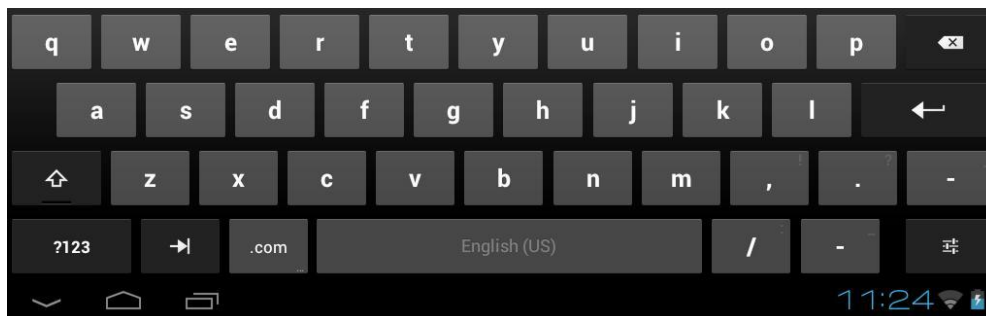 q w e r t y u i o p
a s d f g h j k l
z x c v b n m , ! . ? -
?123 .com ... English (US) / : - _
11:24